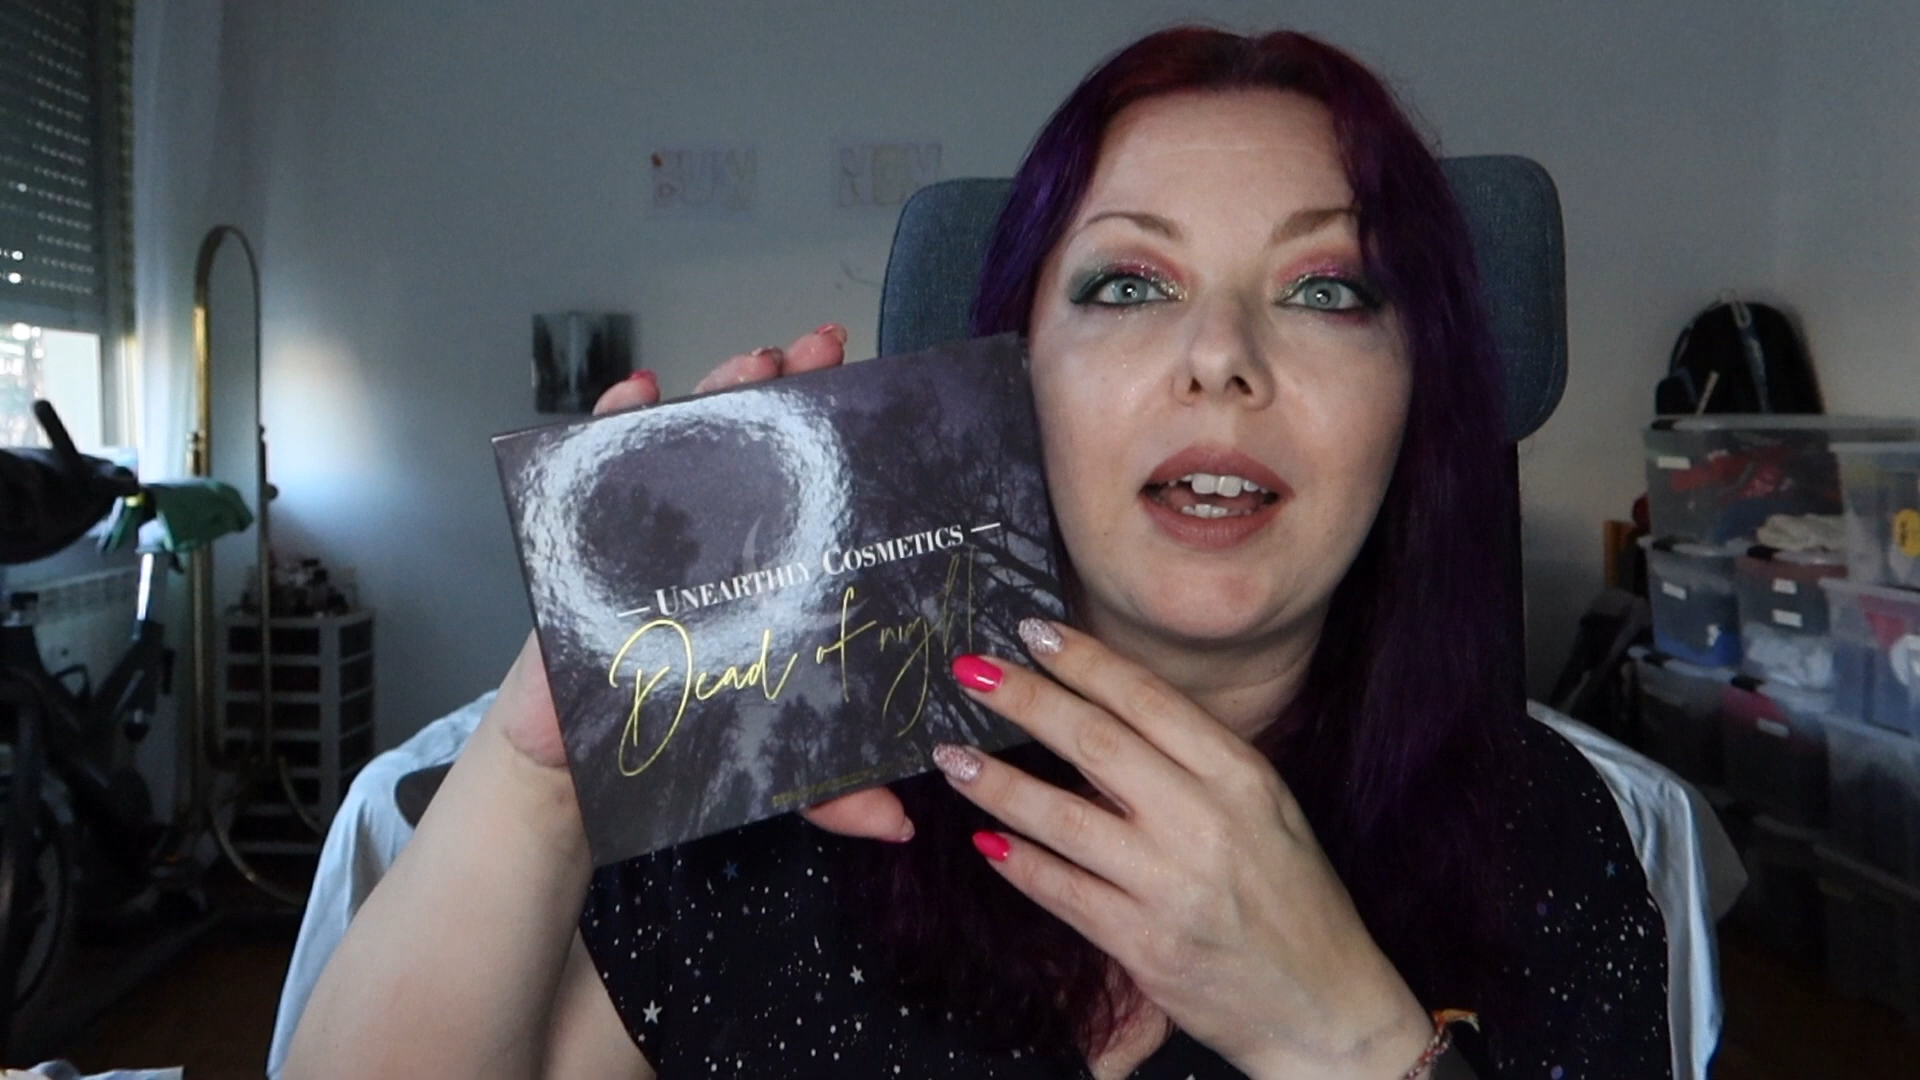 — UNEARTHLY COSMETICS —
Dead of night